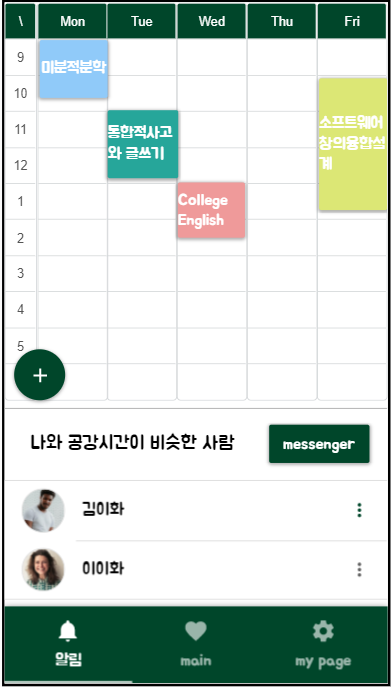 \ Mon Tue Wed Thu Fri
9
미분적분학
10
11
통합적사고
와 글쓰기
소프트웨어
창의융합설
계
12
1
College
English
2
3
4
5
+
나와 공강시간이 비슷한 사람
messenger
김이화
이이화
알림 main my page